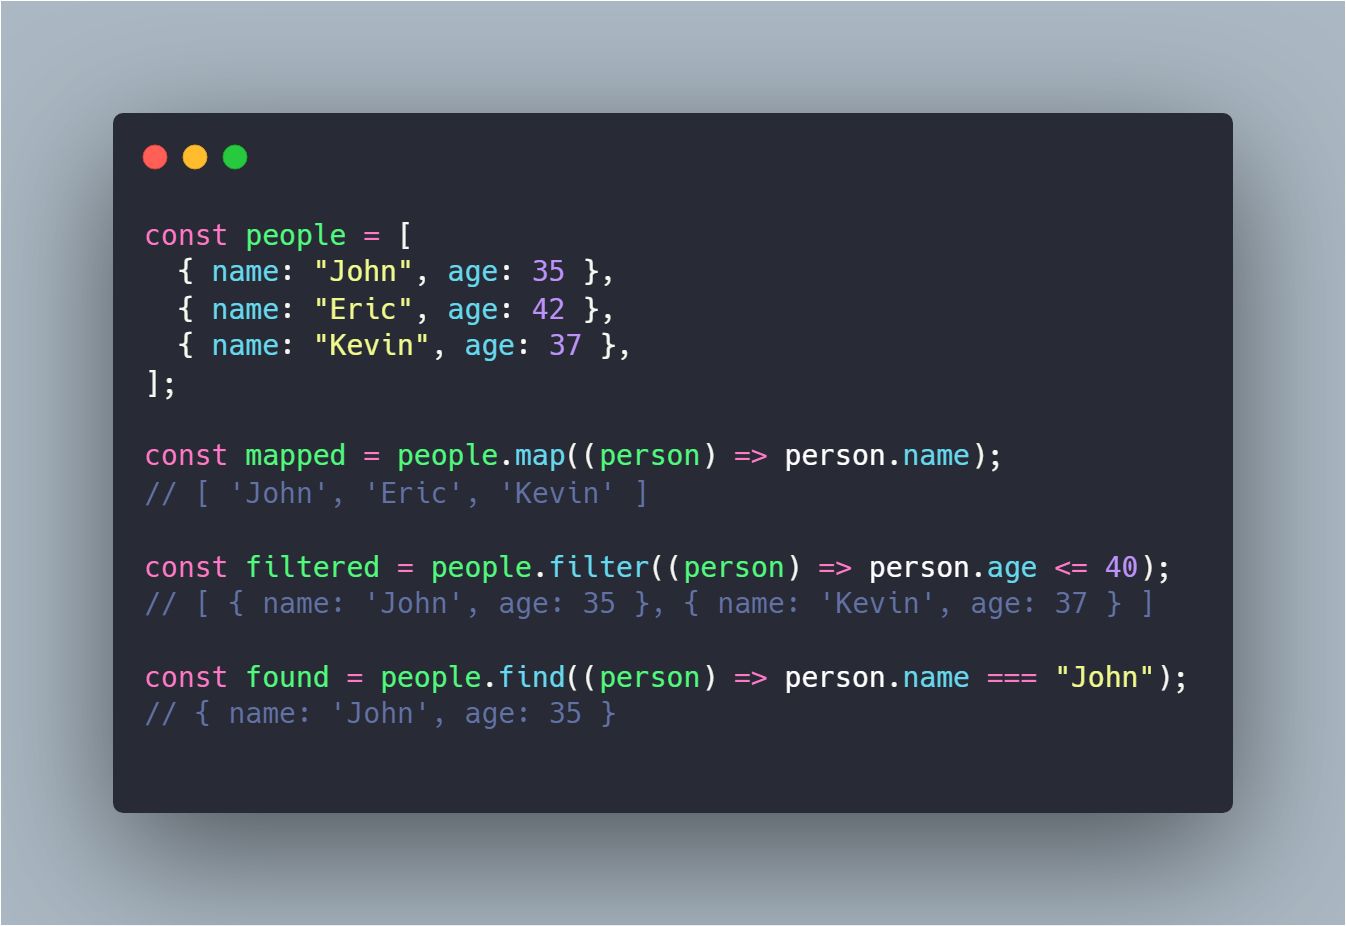 const people = [
  { name: "John", age: 35 },
  { name: "Eric", age: 42 },
  { name: "Kevin", age: 37 },
];

const mapped = people.map((person) => person.name);
// [ 'John', 'Eric', 'Kevin' ]

const filtered = people.filter((person) => person.age <= 40);
// [ { name: 'John', age: 35 }, { name: 'Kevin', age: 37 } ]

const found = people.find((person) => person.name === "John");
// { name: 'John', age: 35 }